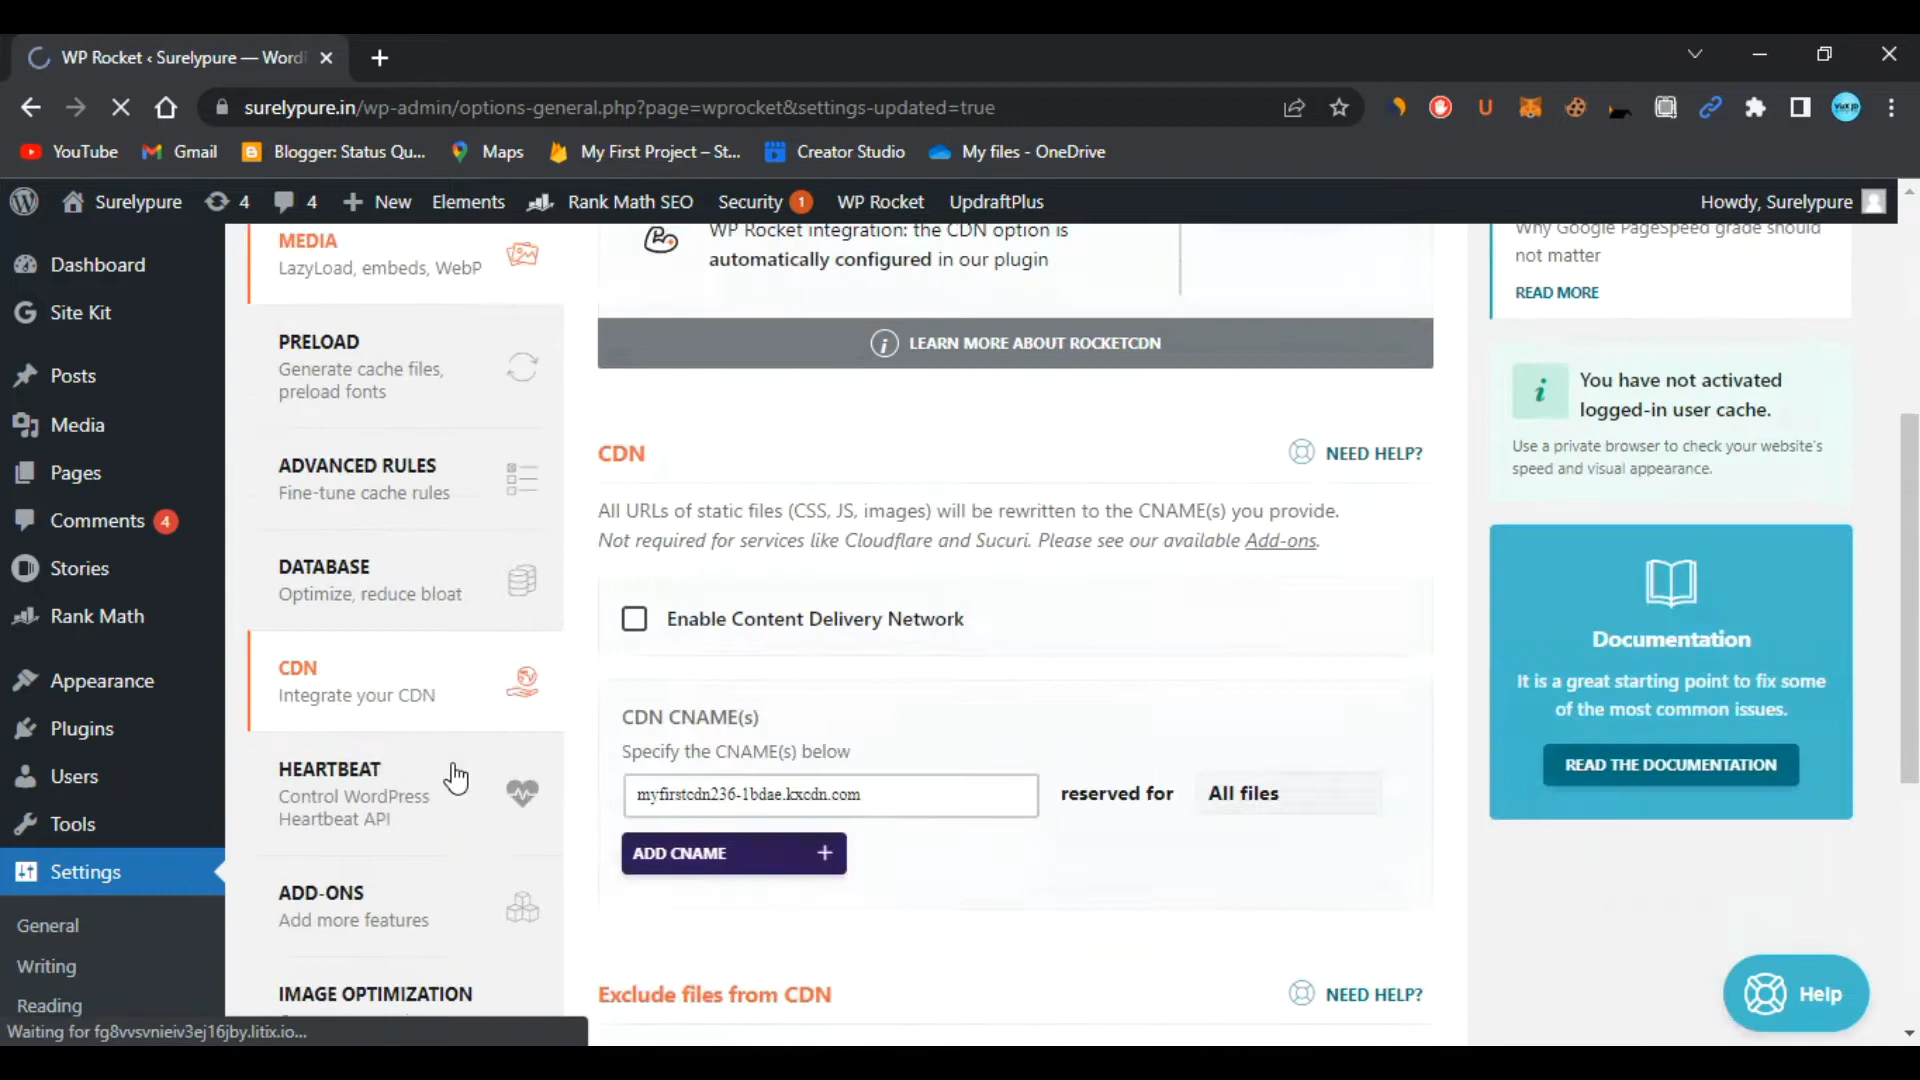 WP Rocket ‹ Surelypure — Word
surelypure.in/wp-admin/options-general.php?page=wprocket&settings-updated=true
YouTube
Gmail
Blogger: Status Qu...
Maps
My First Project – St...
Creator Studio
My files - OneDrive
Surelypure
4
4
New
Elements
Rank Math SEO
Security 1
WP Rocket
UpdraftPlus
Howdy, Surelypure
Dashboard
Site Kit
Posts
Media
Pages
Comments 4
Stories
Rank Math
Appearance
Plugins
Users
Tools
Settings
General
Writing
Reading
MEDIA
LazyLoad, embeds, WebP
PRELOAD
Generate cache files,
preload fonts
ADVANCED RULES
Fine-tune cache rules
DATABASE
Optimize, reduce bloat
CDN
Integrate your CDN
HEARTBEAT
Control WordPress
Heartbeat API
ADD-ONS
Add more features
IMAGE OPTIMIZATION
WP Rocket integration: the CDN option is
automatically configured in our plugin
LEARN MORE ABOUT ROCKETCDN
CDN
NEED HELP?
All URLs of static files (CSS, JS, images) will be rewritten to the CNAME(s) you provide.
Not required for services like Cloudflare and Sucuri. Please see our available Add-ons.
Enable Content Delivery Network
CDN CNAME(s)
Specify the CNAME(s) below
myfirstcdn236-1bdae.kxcdn.com
reserved for
All files
ADD CNAME +
Exclude files from CDN
NEED HELP?
Why Google PageSpeed grade should
not matter
READ MORE
You have not activated
logged-in user cache.
Use a private browser to check your website's
speed and visual appearance.
Documentation
It is a great starting point to fix some
of the most common issues.
READ THE DOCUMENTATION
Help
Waiting for fg8vvsvnieiv3ej16jby.litix.io...